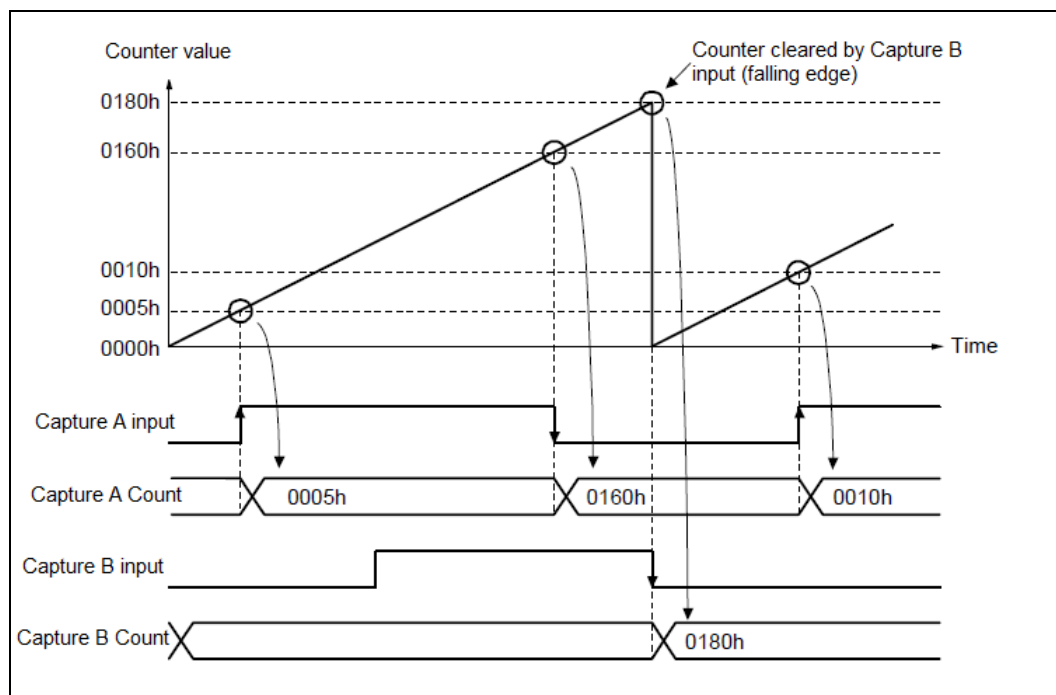 Counter value
Counter cleared by Capture B
input (falling edge)
0180h
0160h
0010h
0005h
0000h
Time
Capture A input
Capture A Count
0005h
0160h
0010h
Capture B input
Capture B Count
0180h